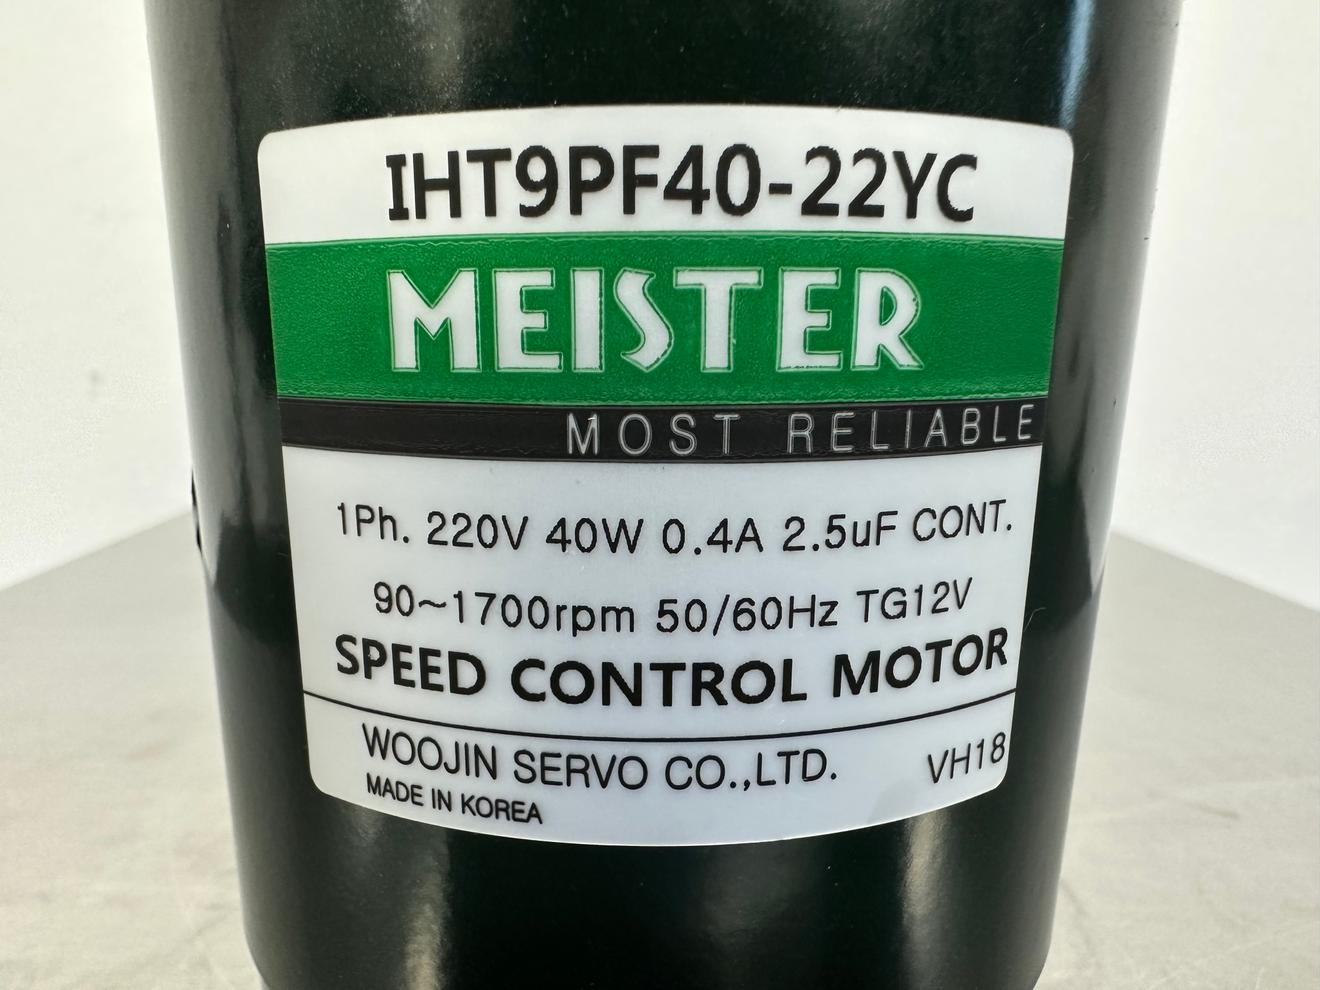 IHT9PF40-22YC
MEISTER
MOST RELIABLE
1Ph. 220V 40W 0.4A 2.5uF CONT.
90~1700rpm 50/60Hz TG12V
SPEED CONTROL MOTOR
WOOJIN SERVO CO.,LTD. VH18
MADE IN KOREA